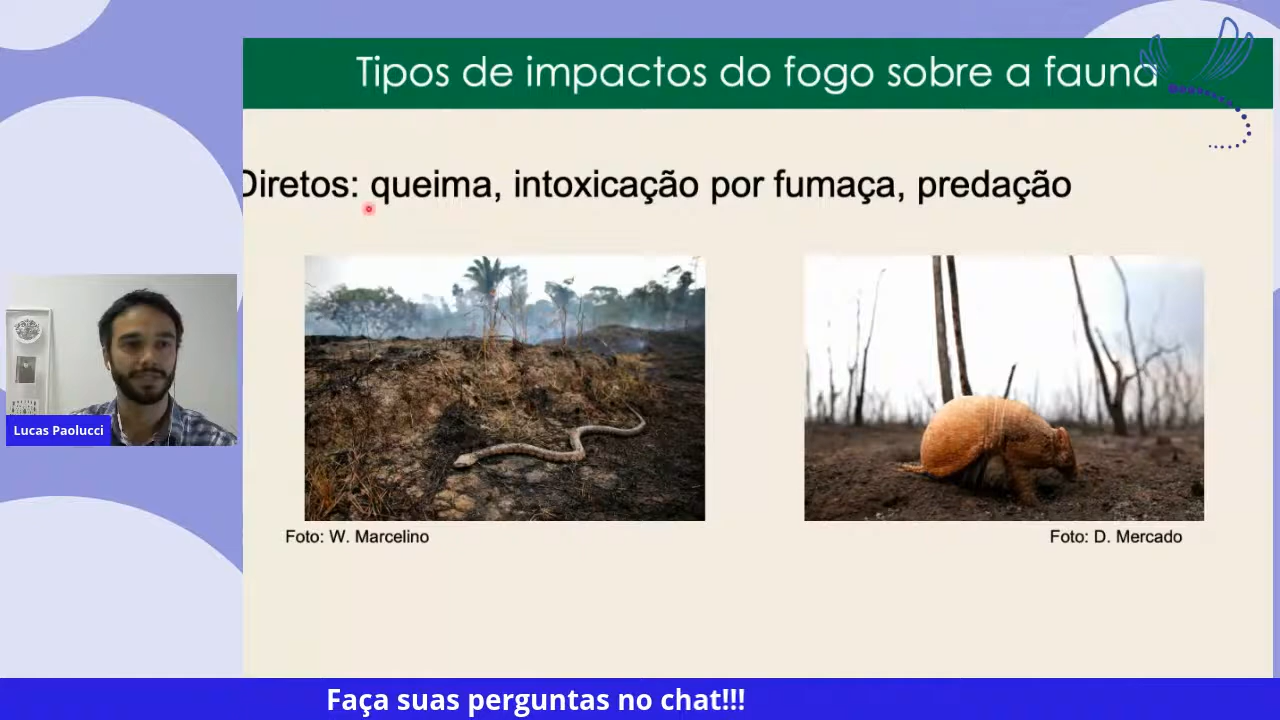 Tipos de impactos do fogo sobre a fauna
Diretos: queima, intoxicação por fumaça, predação
Lucas Paolucci
Foto: W. Marcelino
Foto: D. Mercado
Faça suas perguntas no chat!!!